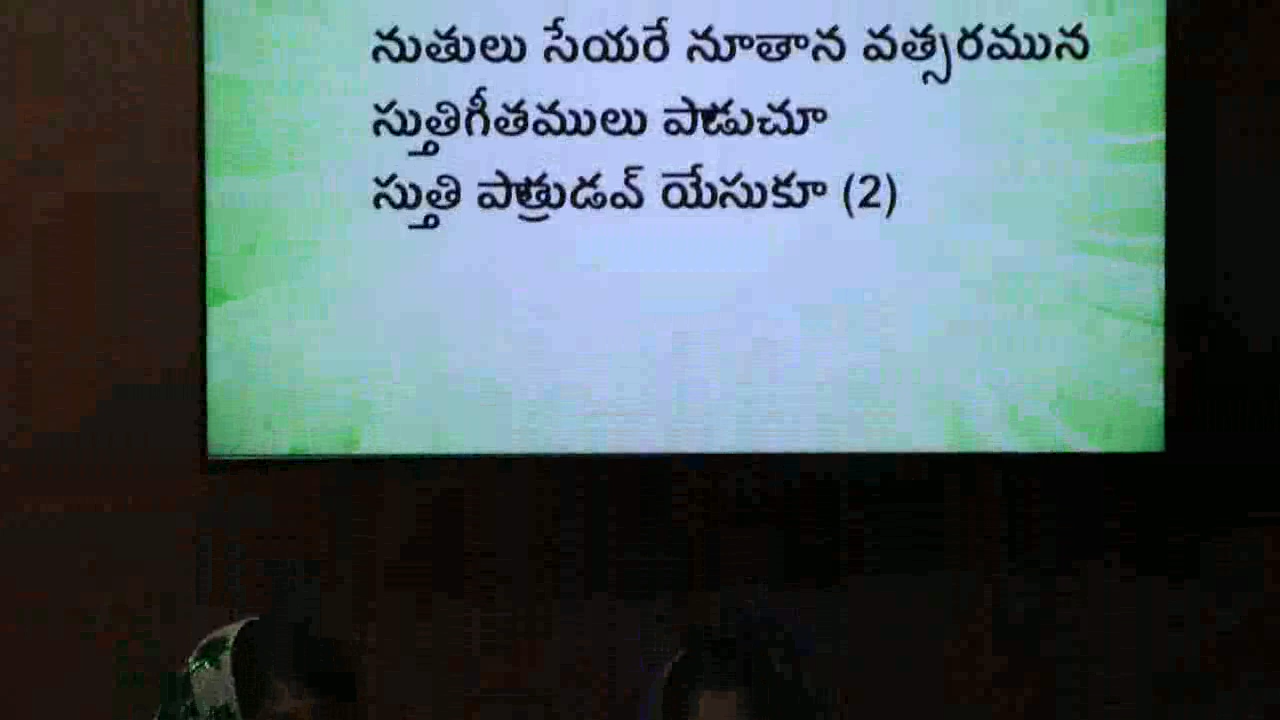 నుతులు సేయరే నూతాన వత్సరమున
స్తుతిగీతములు పాడుచూ
స్తుతి పాత్రుడవ్ యేసుకూ (2)